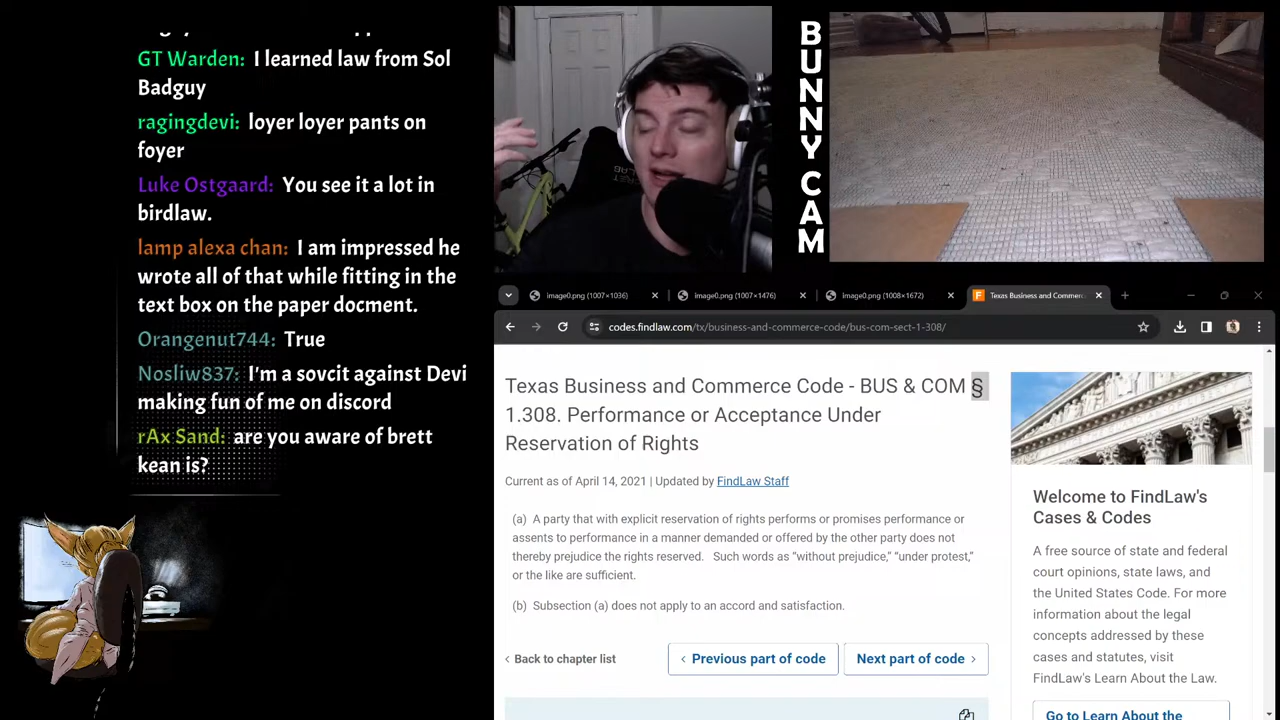 GT Warden: I learned law from Sol
Badguy
ragingdevi: loyer loyer pants on
foyer
Luke Ostgaard: You see it a lot in
birdlaw.
lamp alexa chan: I am impressed he
wrote all of that while fitting in the
text box on the paper docment.
Orangenut744: True
Nosliw837: I'm a sovcit against Devi
making fun of me on discord
rAx Sand: are you aware of brett
kean is?
BUNNY CAM
image0.png (1007×1036)
image0.png (1007×1476)
image0.png (1008×1672)
Texas Business and Commerc
codes.findlaw.com/tx/business-and-commerce-code/bus-com-sect-1-308/
Texas Business and Commerce Code - BUS & COM §
1.308. Performance or Acceptance Under
Reservation of Rights
Current as of April 14, 2021 | Updated by FindLaw Staff
(a) A party that with explicit reservation of rights performs or promises performance or
assents to performance in a manner demanded or offered by the other party does not
thereby prejudice the rights reserved. Such words as “without prejudice,” “under protest,”
or the like are sufficient.
(b) Subsection (a) does not apply to an accord and satisfaction.
‹ Back to chapter list
‹ Previous part of code
Next part of code ›
Welcome to FindLaw's
Cases & Codes
A free source of state and federal
court opinions, state laws, and
the United States Code. For more
information about the legal
concepts addressed by these
cases and statutes, visit
FindLaw's Learn About the Law.
Go to Learn About the